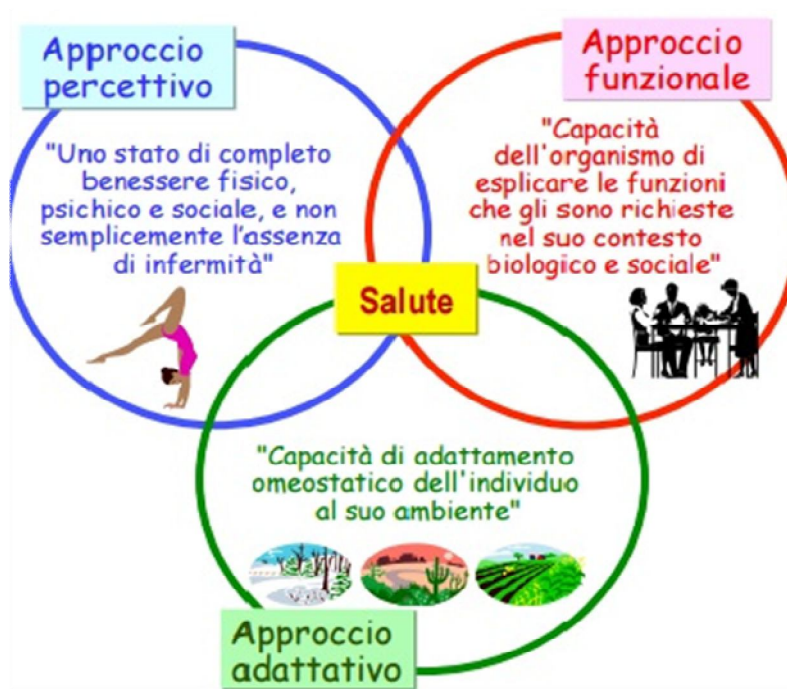 Approccio
percettivo
"Uno stato di completo
benessere fisico,
psichico e sociale, e non
semplicemente l'assenza
di infermità"
Approccio
funzionale
"Capacità
dell'organismo di
esplicare le funzioni
che gli sono richieste
nel suo contesto
biologico e sociale"
Salute
"Capacità di adattamento
omeostatico dell'individuo
al suo ambiente"
Approccio
adattativo